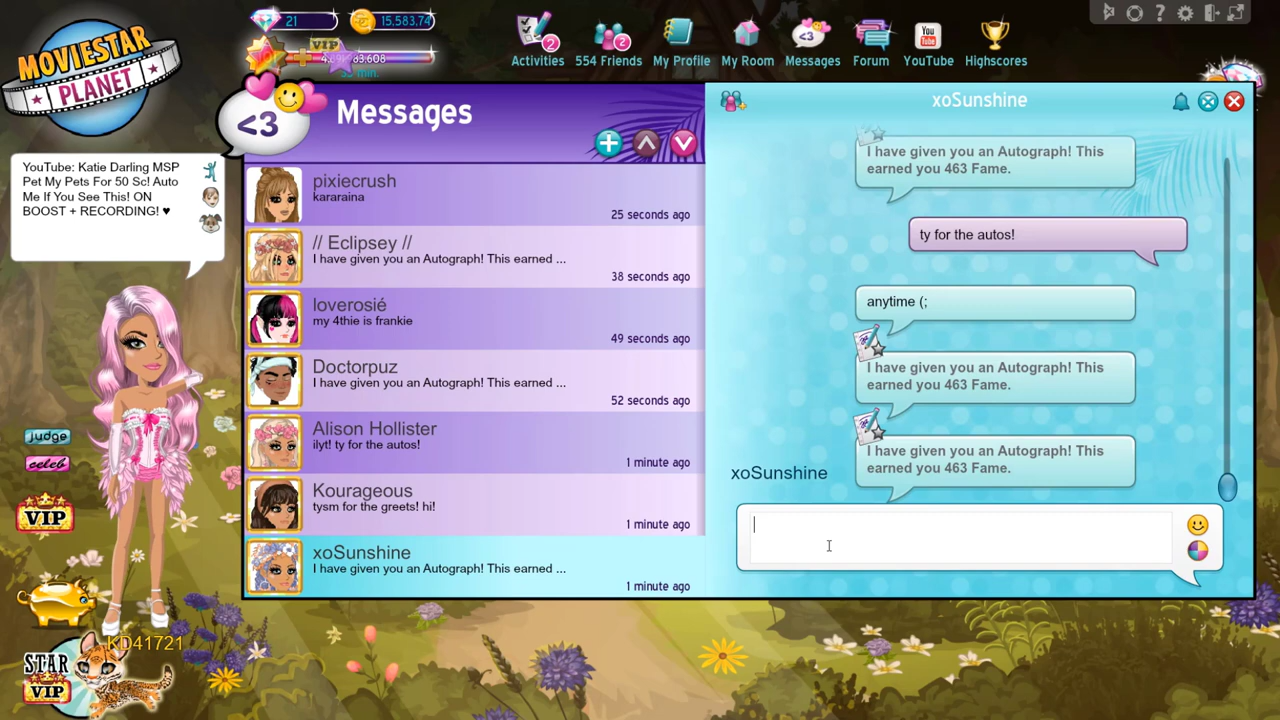 MOVIESTAR
PLANET
21
15,583,74
VIP
2
2
<3
You
Tube
Activities
554 Friends
My Profile
My Room
Messages
Forum
YouTube
Highscores
YouTube: Katie Darling MSP
Pet My Pets For 50 Sc! Auto
Me If You See This! ON
BOOST + RECORDING! ♥
judge
celeb
VIP
STAR
VIP
KD41721
<3
Messages
pixiecrush
kararaina
25 seconds ago
// Eclipsey //
I have given you an Autograph! This earned ...
38 seconds ago
loverosié
my 4thie is frankie
49 seconds ago
Doctorpuz
I have given you an Autograph! This earned ...
52 seconds ago
Alison Hollister
ilyt! ty for the autos!
1 minute ago
Kourageous
tysm for the greets! hi!
1 minute ago
xoSunshine
I have given you an Autograph! This earned ...
1 minute ago
xoSunshine
I have given you an Autograph! This
earned you 463 Fame.
ty for the autos!
anytime (;
I have given you an Autograph! This
earned you 463 Fame.
I have given you an Autograph! This
earned you 463 Fame.
xoSunshine